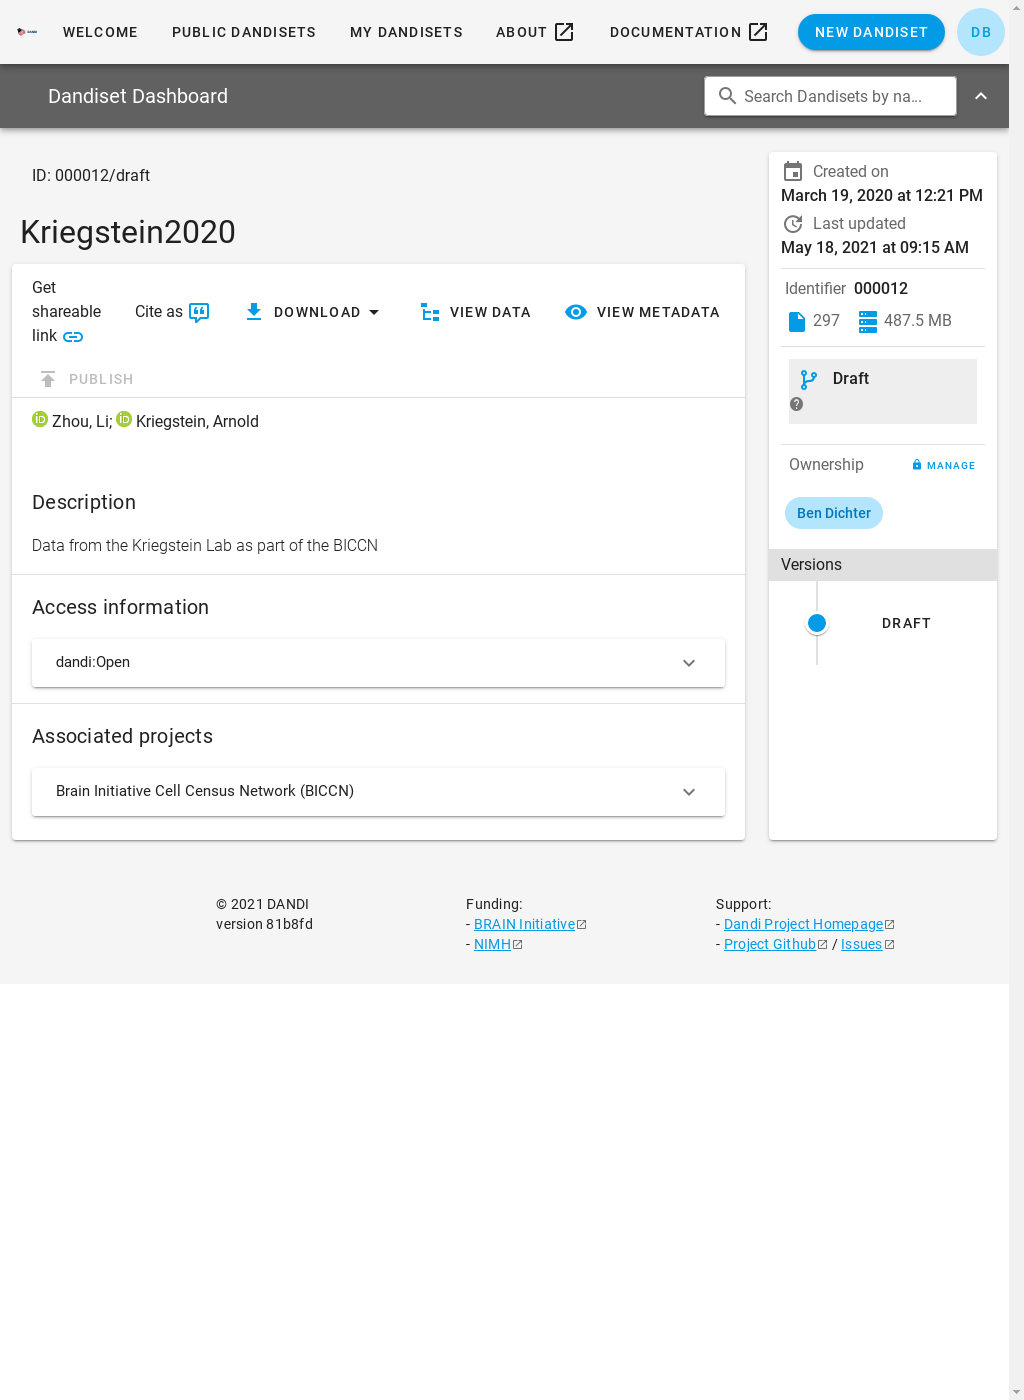 WELCOME
PUBLIC DANDISETS
MY DANDISETS
ABOUT
DOCUMENTATION
NEW DANDISET
DB
Dandiset Dashboard
Search Dandisets by na...
ID: 000012/draft
Kriegstein2020
Get
shareable
link
Cite as
DOWNLOAD
VIEW DATA
VIEW METADATA
PUBLISH
Zhou, Li; Kriegstein, Arnold
Description
Data from the Kriegstein Lab as part of the BICCN
Access information
dandi:Open
Associated projects
Brain Initiative Cell Census Network (BICCN)
Created on
March 19, 2020 at 12:21 PM
Last updated
May 18, 2021 at 09:15 AM
Identifier 000012
297
487.5 MB
Draft
Ownership
MANAGE
Ben Dichter
Versions
DRAFT
© 2021 DANDI
version 81b8fd
Funding:
- BRAIN Initiative
- NIMH
Support:
- Dandi Project Homepage
- Project Github / Issues